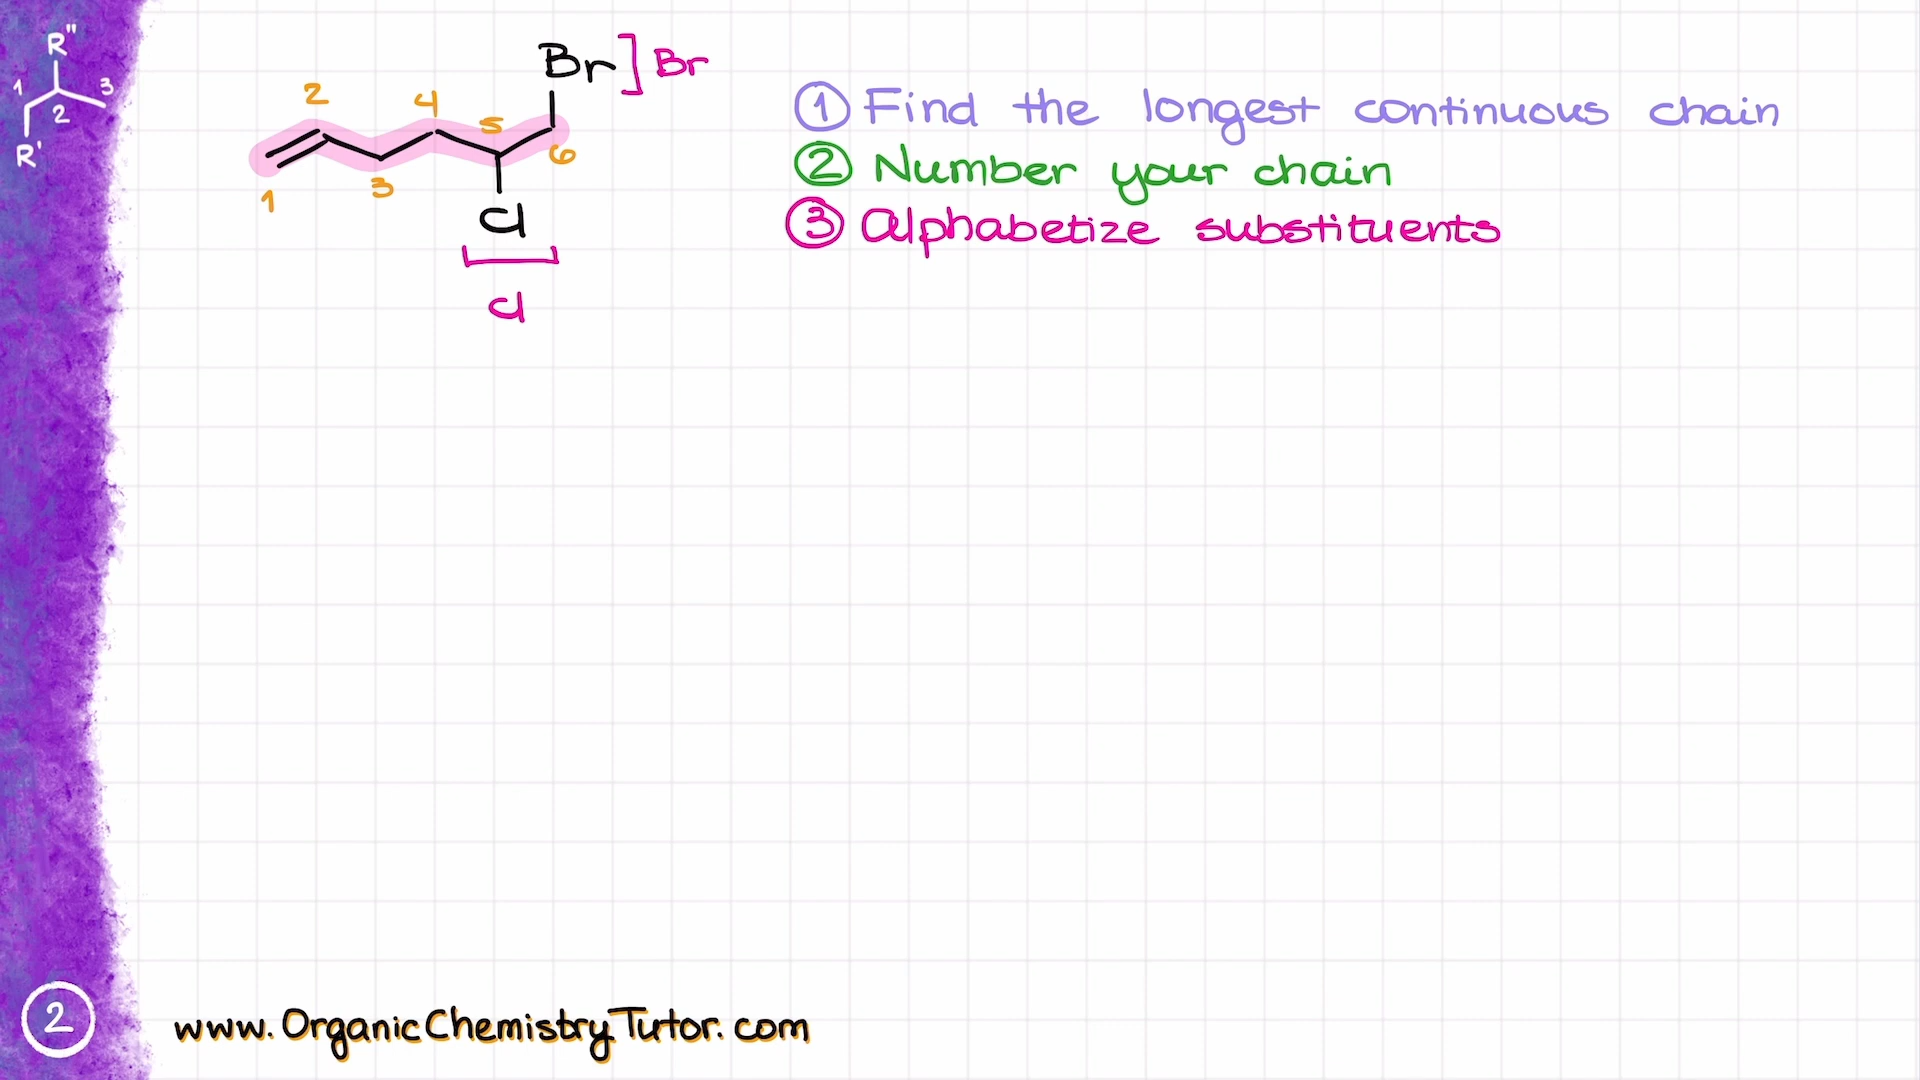 R"
1
3
2
R'
Br ] Br
2
4
5
6
3
1
Cl
Cl
① Find the longest continuous chain
② Number your chain
③ Alphabetize substituents
2
www.OrganicChemistryTutor.com